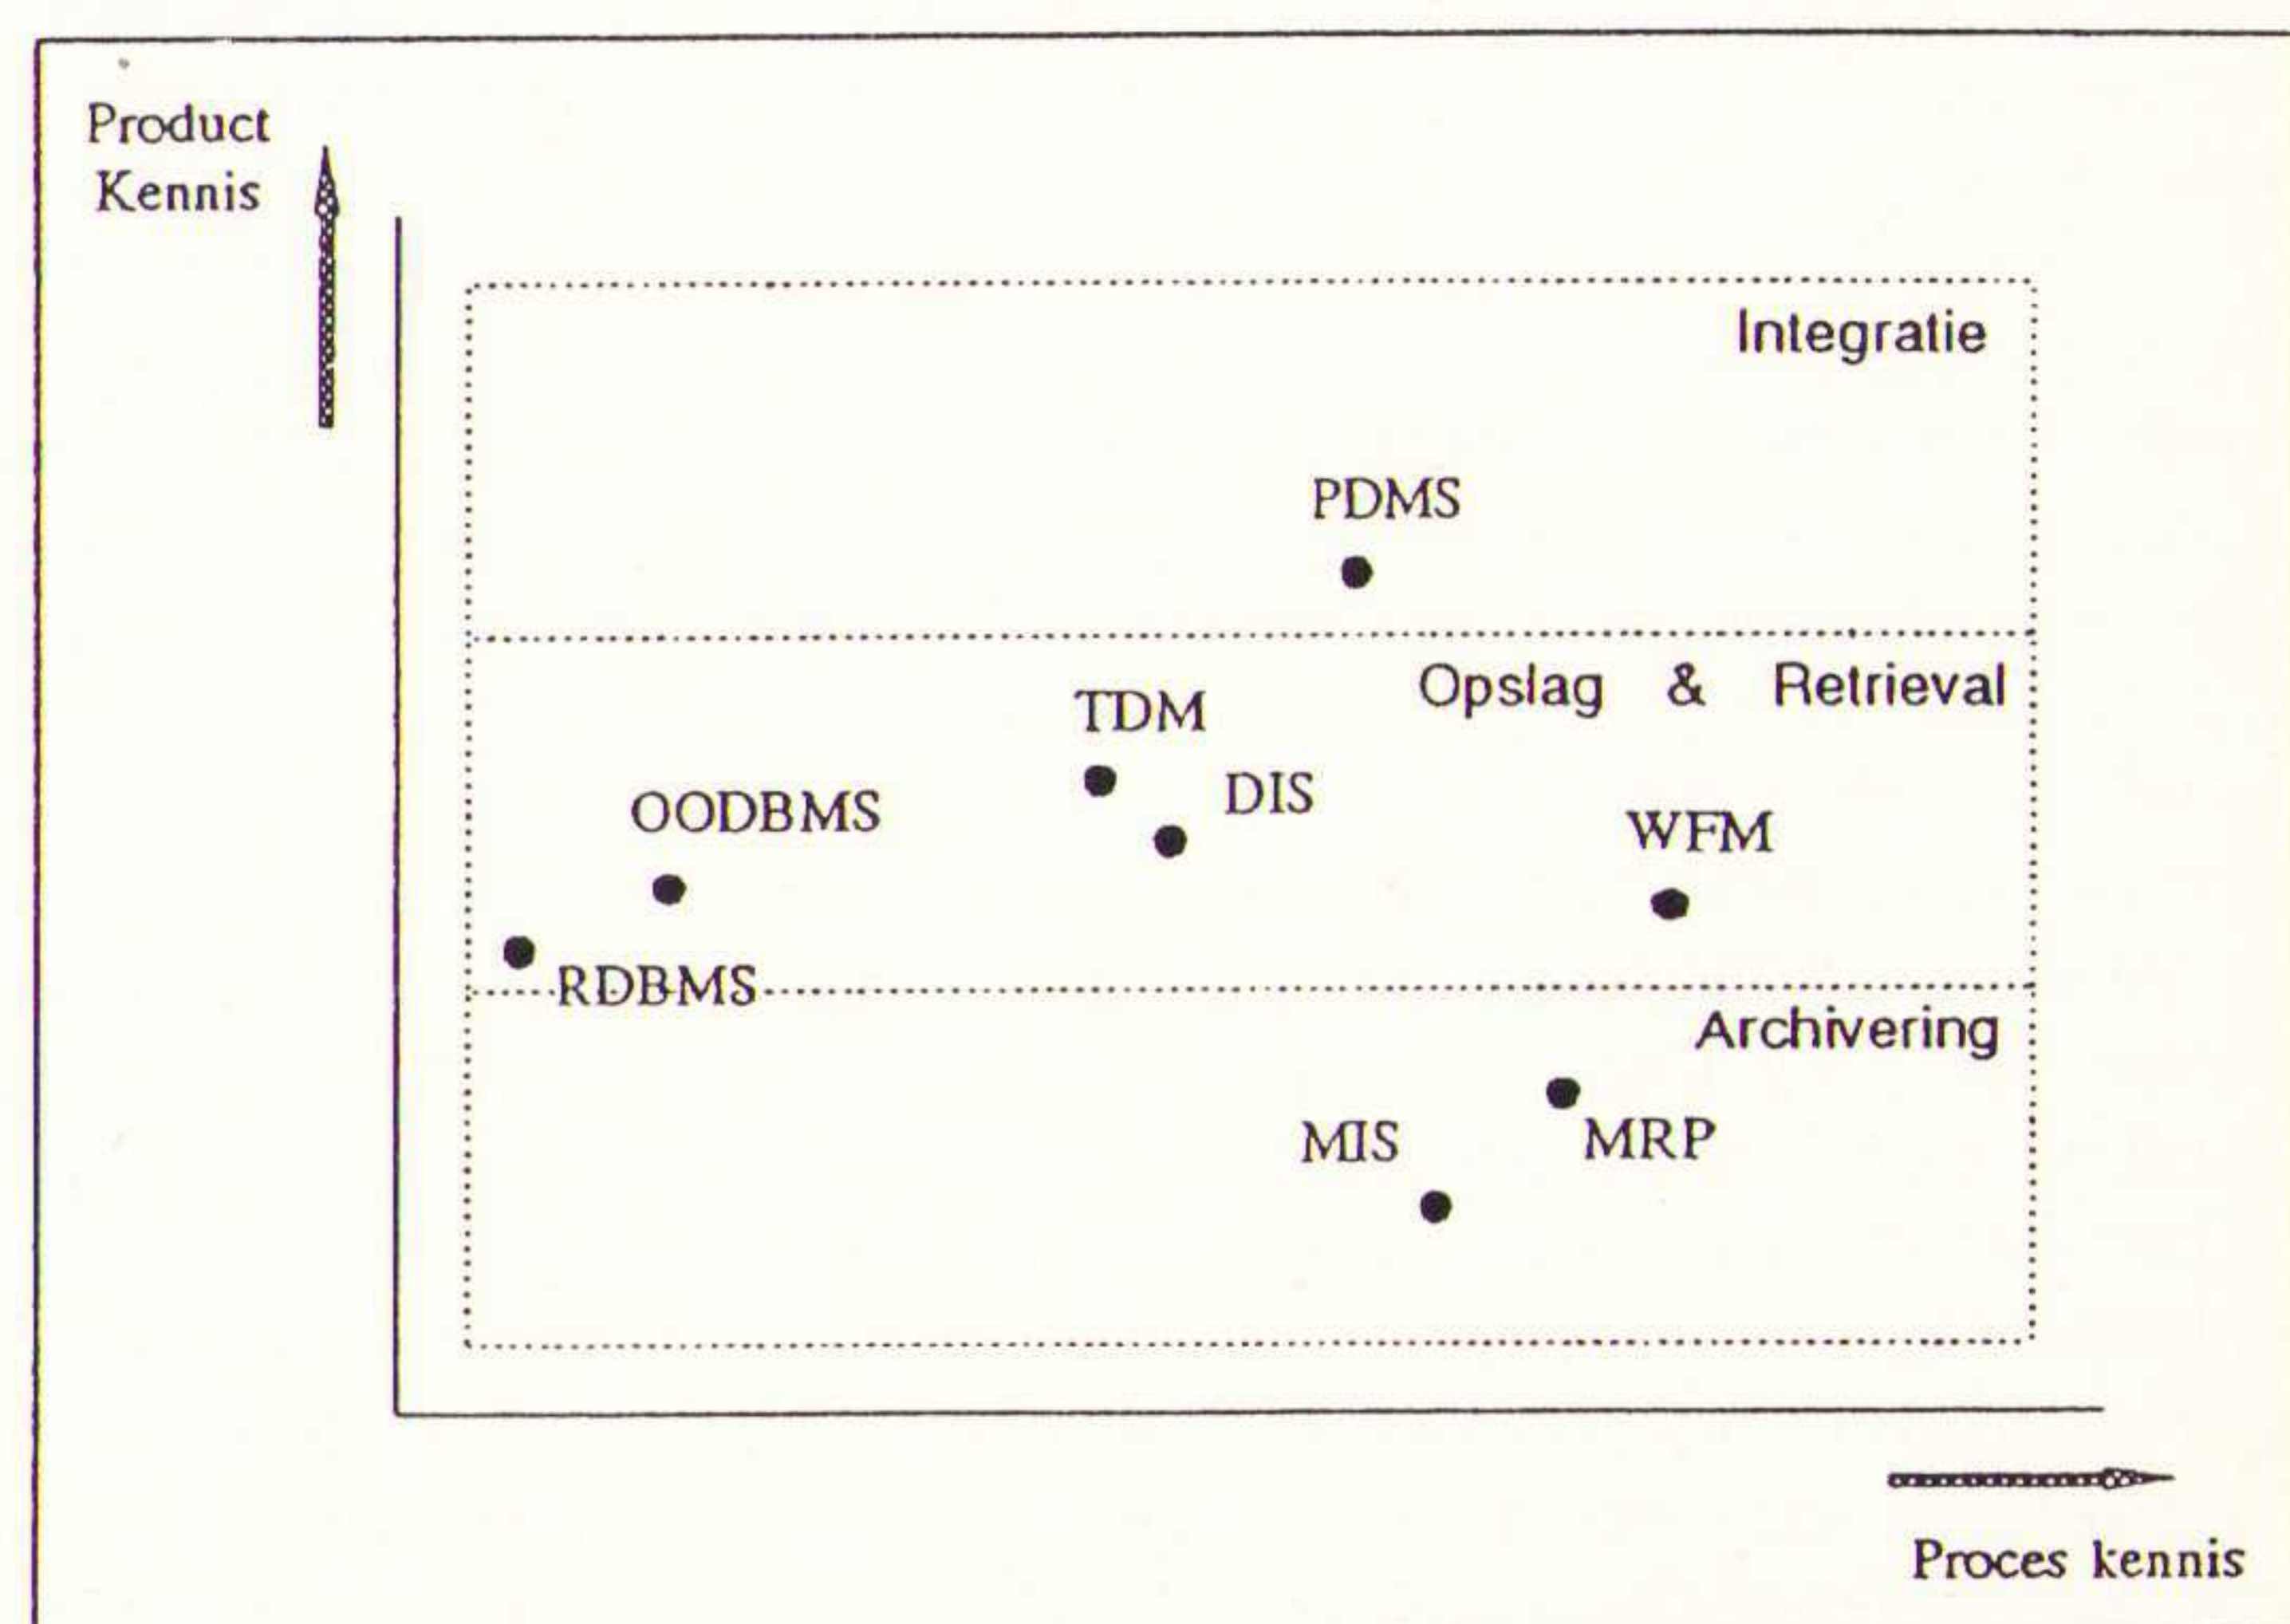 Product
Kennis
Integratie
PDMS
Opslag & Retrieval
TDM
DIS
OODBMS
WFM
RDBMS
Archivering
MRP
MIS
Proces kennis